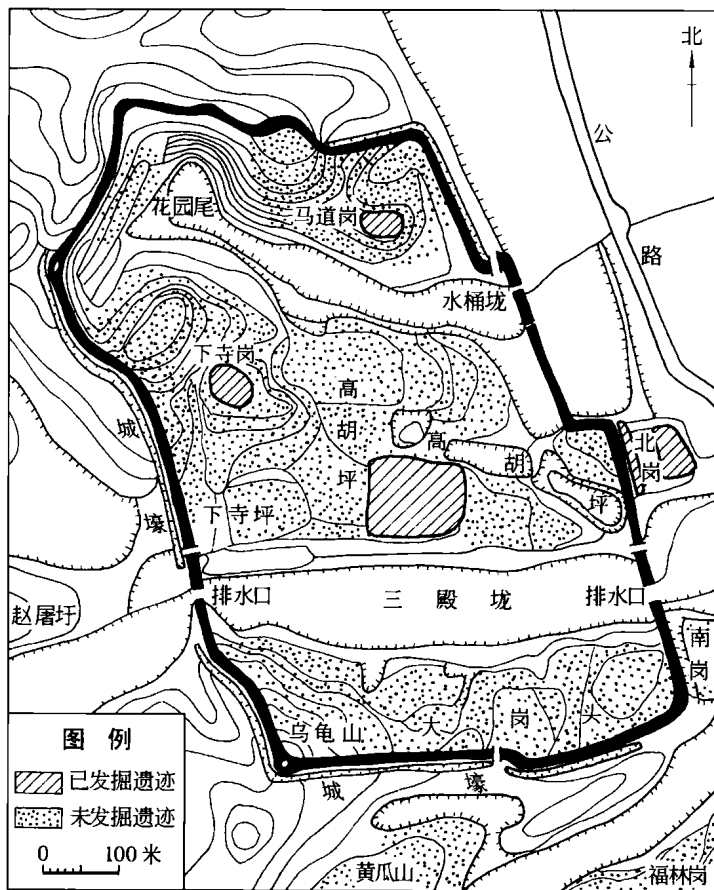 北
公
路
花园尾
马道岗
水桶垅
下寺岗
高
胡
坪
高
胡
坪
北
岗
城
壕
下寺坪
赵屠圩
排水口
三殿垅
排水口
南
岗
乌龟山
大
岗
头
城
壕
黄瓜山
福林岗
图例
已发掘遗迹
未发掘遗迹
0 100米